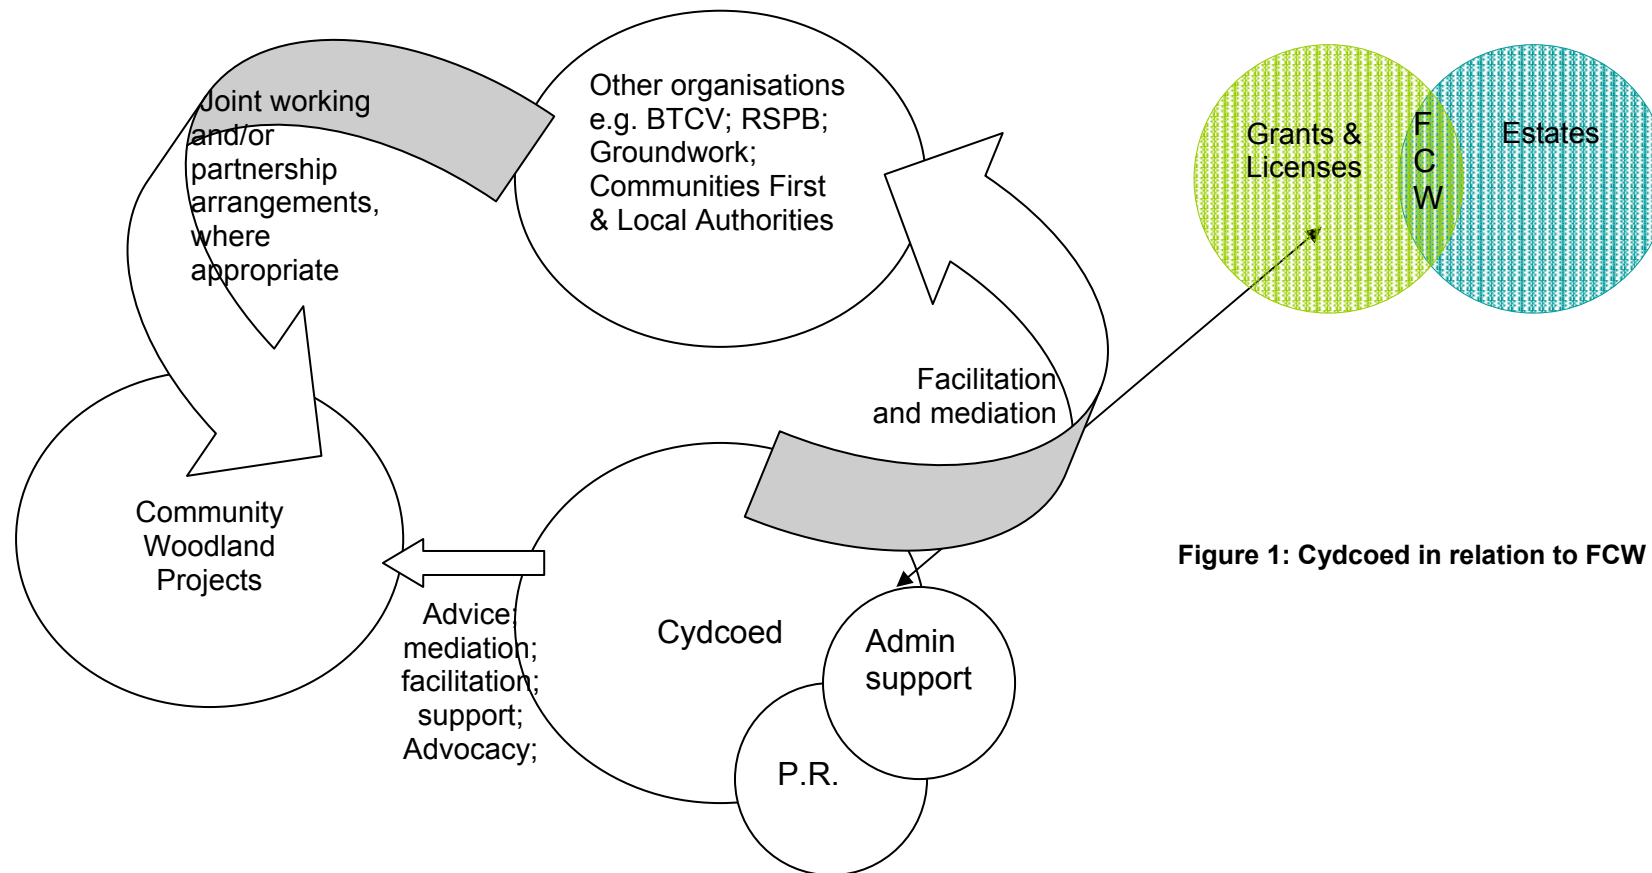 Joint working
and/or
partnership
arrangements,
where
appropriate
Other organisations
e.g. BTCV; RSPB;
Groundwork;
Communities First
& Local Authorities
Grants &
Licenses
F
C
W
Estates
Facilitation
and mediation
Community
Woodland
Projects
Advice;
mediation;
facilitation;
support;
Advocacy;
Cydcoed
Admin
support
P.R.
Figure 1: Cydcoed in relation to FCW